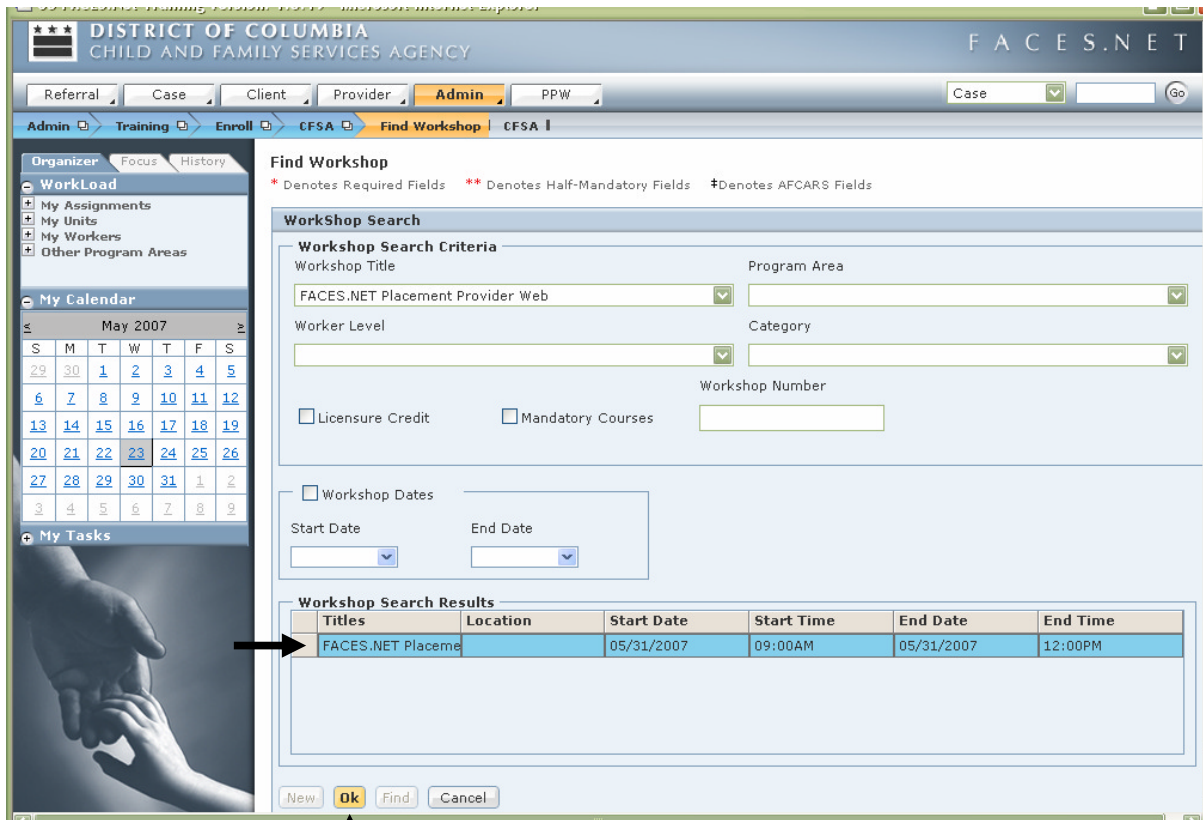 DISTRICT OF COLUMBIA
CHILD AND FAMILY SERVICES AGENCY
FACES.NET
Referral Case Client Provider Admin PPW Case Go
Admin Training Enroll CFSA Find Workshop | CFSA
Organizer Focus History
WorkLoad
My Assignments
My Units
My Workers
Other Program Areas
My Calendar
< May 2007 >
S M T W T F S
29 30 1 2 3 4 5
6 7 8 9 10 11 12
13 14 15 16 17 18 19
20 21 22 23 24 25 26
27 28 29 30 31 1 2
3 4 5 6 7 8 9
My Tasks
Find Workshop
* Denotes Required Fields ** Denotes Half-Mandatory Fields ‡Denotes AFCARS Fields
WorkShop Search
Workshop Search Criteria
Workshop Title Program Area
FACES.NET Placement Provider Web
Worker Level Category
Workshop Number
Licensure Credit Mandatory Courses
Workshop Dates
Start Date End Date
Workshop Search Results
Titles Location Start Date Start Time End Date End Time
FACES.NET Placeme 05/31/2007 09:00AM 05/31/2007 12:00PM
New Ok Find Cancel